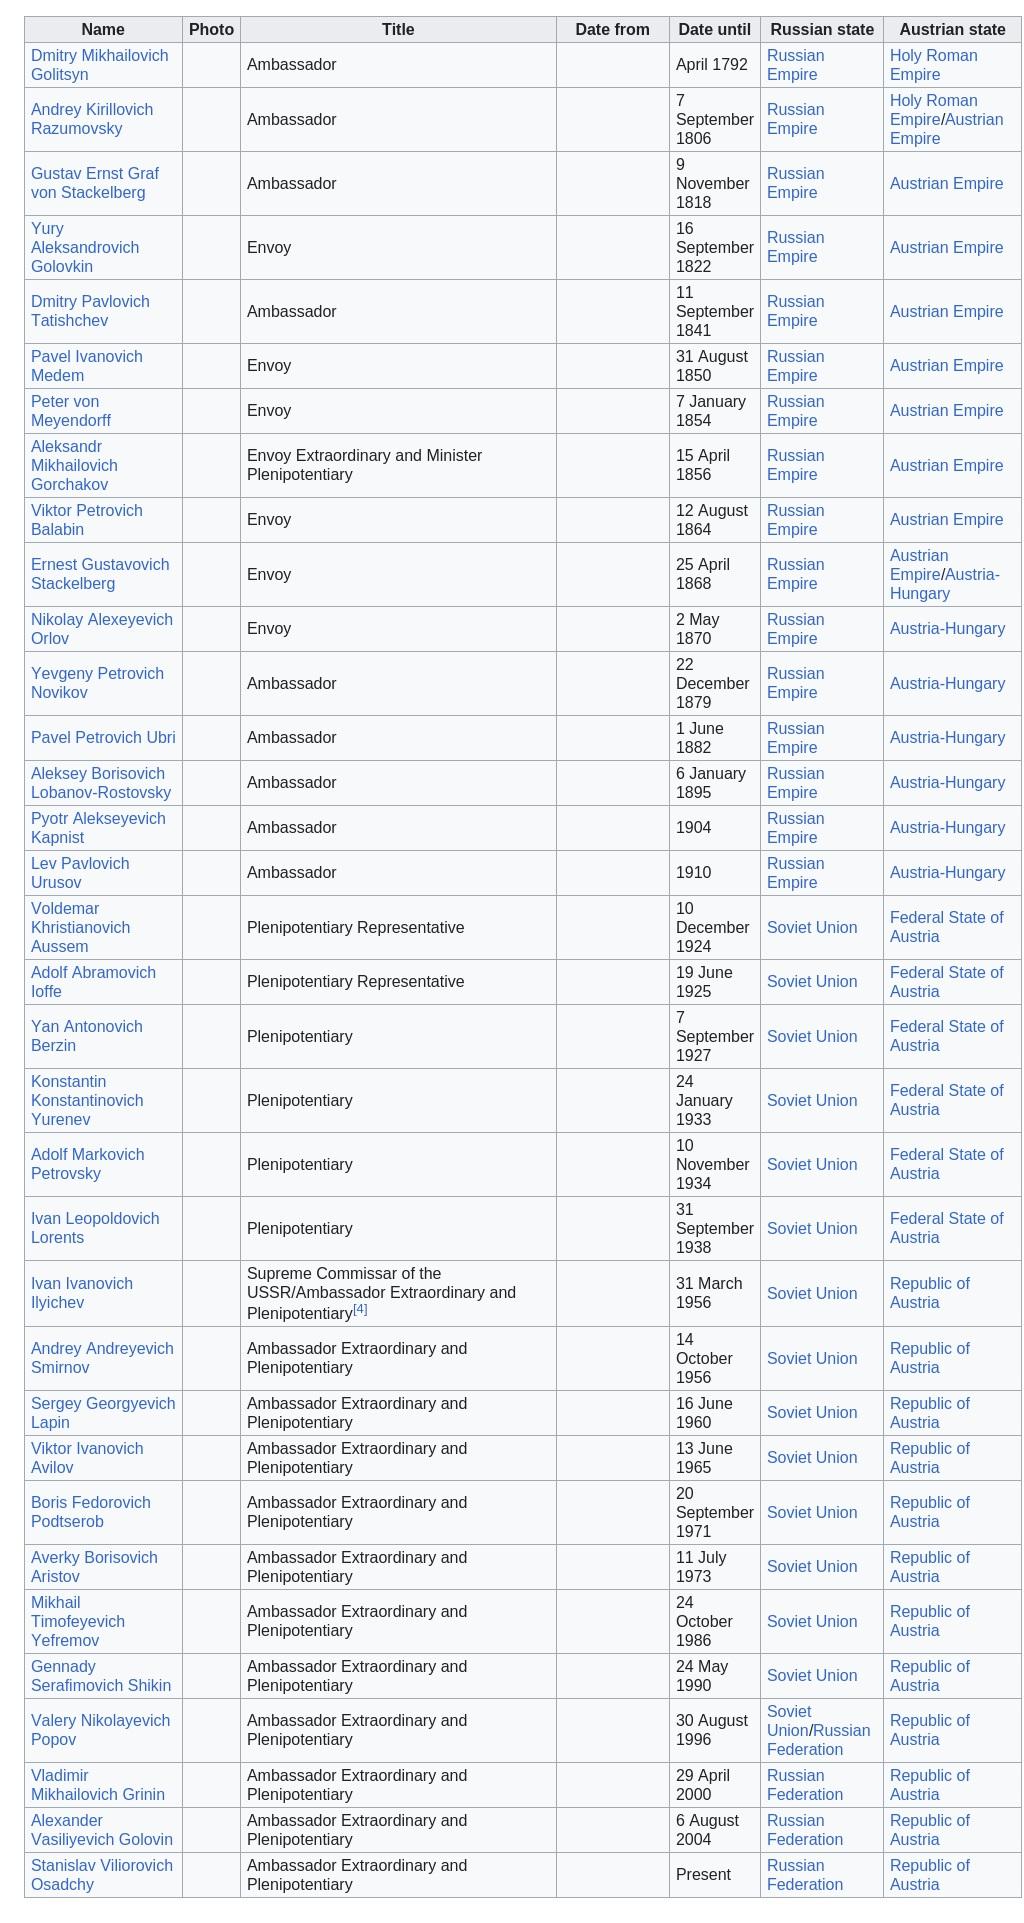 Name Photo Title Date from Date until Russian state Austrian state
Dmitry Mikhailovich Golitsyn Ambassador April 1792 Russian Empire Holy Roman Empire
Andrey Kirillovich Razumovsky Ambassador 7 September 1806 Russian Empire Holy Roman Empire/Austrian Empire
Gustav Ernst Graf von Stackelberg Ambassador 9 November 1818 Russian Empire Austrian Empire
Yury Aleksandrovich Golovkin Envoy 16 September 1822 Russian Empire Austrian Empire
Dmitry Pavlovich Tatishchev Ambassador 11 September 1841 Russian Empire Austrian Empire
Pavel Ivanovich Medem Envoy 31 August 1850 Russian Empire Austrian Empire
Peter von Meyendorff Envoy 7 January 1854 Russian Empire Austrian Empire
Aleksandr Mikhailovich Gorchakov Envoy Extraordinary and Minister Plenipotentiary 15 April 1856 Russian Empire Austrian Empire
Viktor Petrovich Balabin Envoy 12 August 1864 Russian Empire Austrian Empire
Ernest Gustavovich Stackelberg Envoy 25 April 1868 Russian Empire Austrian Empire/Austria-Hungary
Nikolay Alexeyevich Orlov Envoy 2 May 1870 Russian Empire Austria-Hungary
Yevgeny Petrovich Novikov Ambassador 22 December 1879 Russian Empire Austria-Hungary
Pavel Petrovich Ubri Ambassador 1 June 1882 Russian Empire Austria-Hungary
Aleksey Borisovich Lobanov-Rostovsky Ambassador 6 January 1895 Russian Empire Austria-Hungary
Pyotr Alekseyevich Kapnist Ambassador 1904 Russian Empire Austria-Hungary
Lev Pavlovich Urusov Ambassador 1910 Russian Empire Austria-Hungary
Voldemar Khristianovich Aussem Plenipotentiary Representative 10 December 1924 Soviet Union Federal State of Austria
Adolf Abramovich Ioffe Plenipotentiary Representative 19 June 1925 Soviet Union Federal State of Austria
Yan Antonovich Berzin Plenipotentiary 7 September 1927 Soviet Union Federal State of Austria
Konstantin Konstantinovich Yurenev Plenipotentiary 24 January 1933 Soviet Union Federal State of Austria
Adolf Markovich Petrovsky Plenipotentiary 10 November 1934 Soviet Union Federal State of Austria
Ivan Leopoldovich Lorents Plenipotentiary 31 September 1938 Soviet Union Federal State of Austria
Ivan Ivanovich Ilyichev Supreme Commissar of the USSR/Ambassador Extraordinary and Plenipotentiary[4] 31 March 1956 Soviet Union Republic of Austria
Andrey Andreyevich Smirnov Ambassador Extraordinary and Plenipotentiary 14 October 1956 Soviet Union Republic of Austria
Sergey Georgyevich Lapin Ambassador Extraordinary and Plenipotentiary 16 June 1960 Soviet Union Republic of Austria
Viktor Ivanovich Avilov Ambassador Extraordinary and Plenipotentiary 13 June 1965 Soviet Union Republic of Austria
Boris Fedorovich Podtserob Ambassador Extraordinary and Plenipotentiary 20 September 1971 Soviet Union Republic of Austria
Averky Borisovich Aristov Ambassador Extraordinary and Plenipotentiary 11 July 1973 Soviet Union Republic of Austria
Mikhail Timofeyevich Yefremov Ambassador Extraordinary and Plenipotentiary 24 October 1986 Soviet Union Republic of Austria
Gennady Serafimovich Shikin Ambassador Extraordinary and Plenipotentiary 24 May 1990 Soviet Union Republic of Austria
Valery Nikolayevich Popov Ambassador Extraordinary and Plenipotentiary 30 August 1996 Soviet Union/Russian Federation Republic of Austria
Vladimir Mikhailovich Grinin Ambassador Extraordinary and Plenipotentiary 29 April 2000 Russian Federation Republic of Austria
Alexander Vasiliyevich Golovin Ambassador Extraordinary and Plenipotentiary 6 August 2004 Russian Federation Republic of Austria
Stanislav Viliorovich Osadchy Ambassador Extraordinary and Plenipotentiary Present Russian Federation Republic of Austria